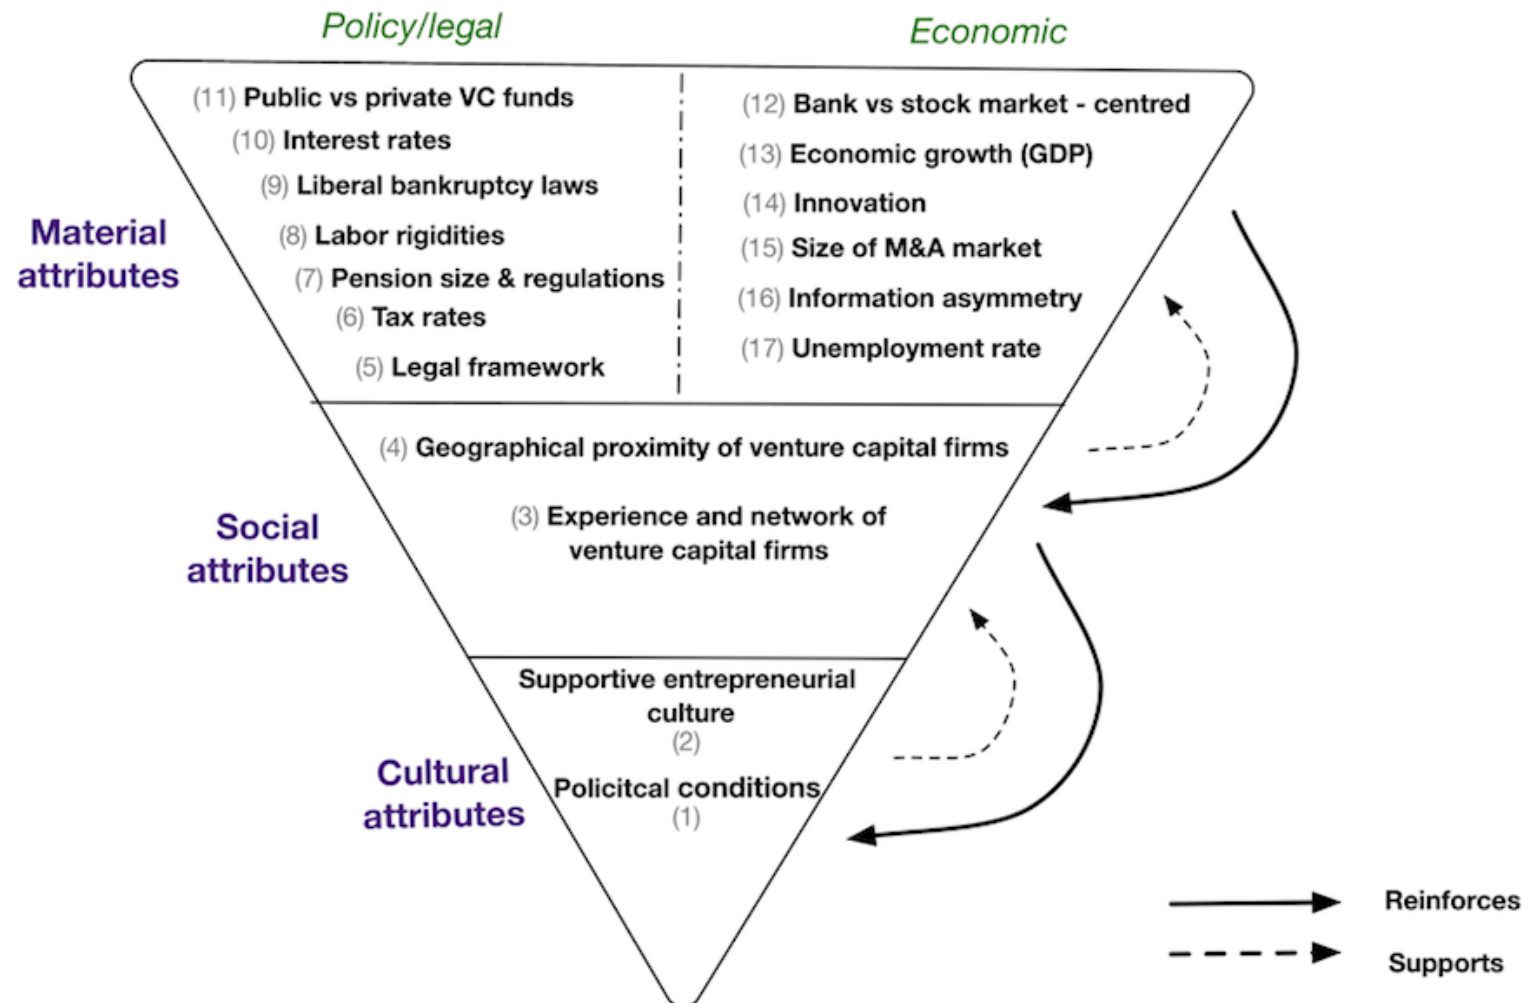 Policy/legal
Economic
Material
attributes
(11) Public vs private VC funds
(10) Interest rates
(9) Liberal bankruptcy laws
(8) Labor rigidities
(7) Pension size & regulations
(6) Tax rates
(5) Legal framework
(12) Bank vs stock market - centred
(13) Economic growth (GDP)
(14) Innovation
(15) Size of M&A market
(16) Information asymmetry
(17) Unemployment rate
Social
attributes
(4) Geographical proximity of venture capital firms
(3) Experience and network of
venture capital firms
Cultural
attributes
Supportive entrepreneurial
culture
(2)
Policitcal conditions
(1)
Reinforces
Supports